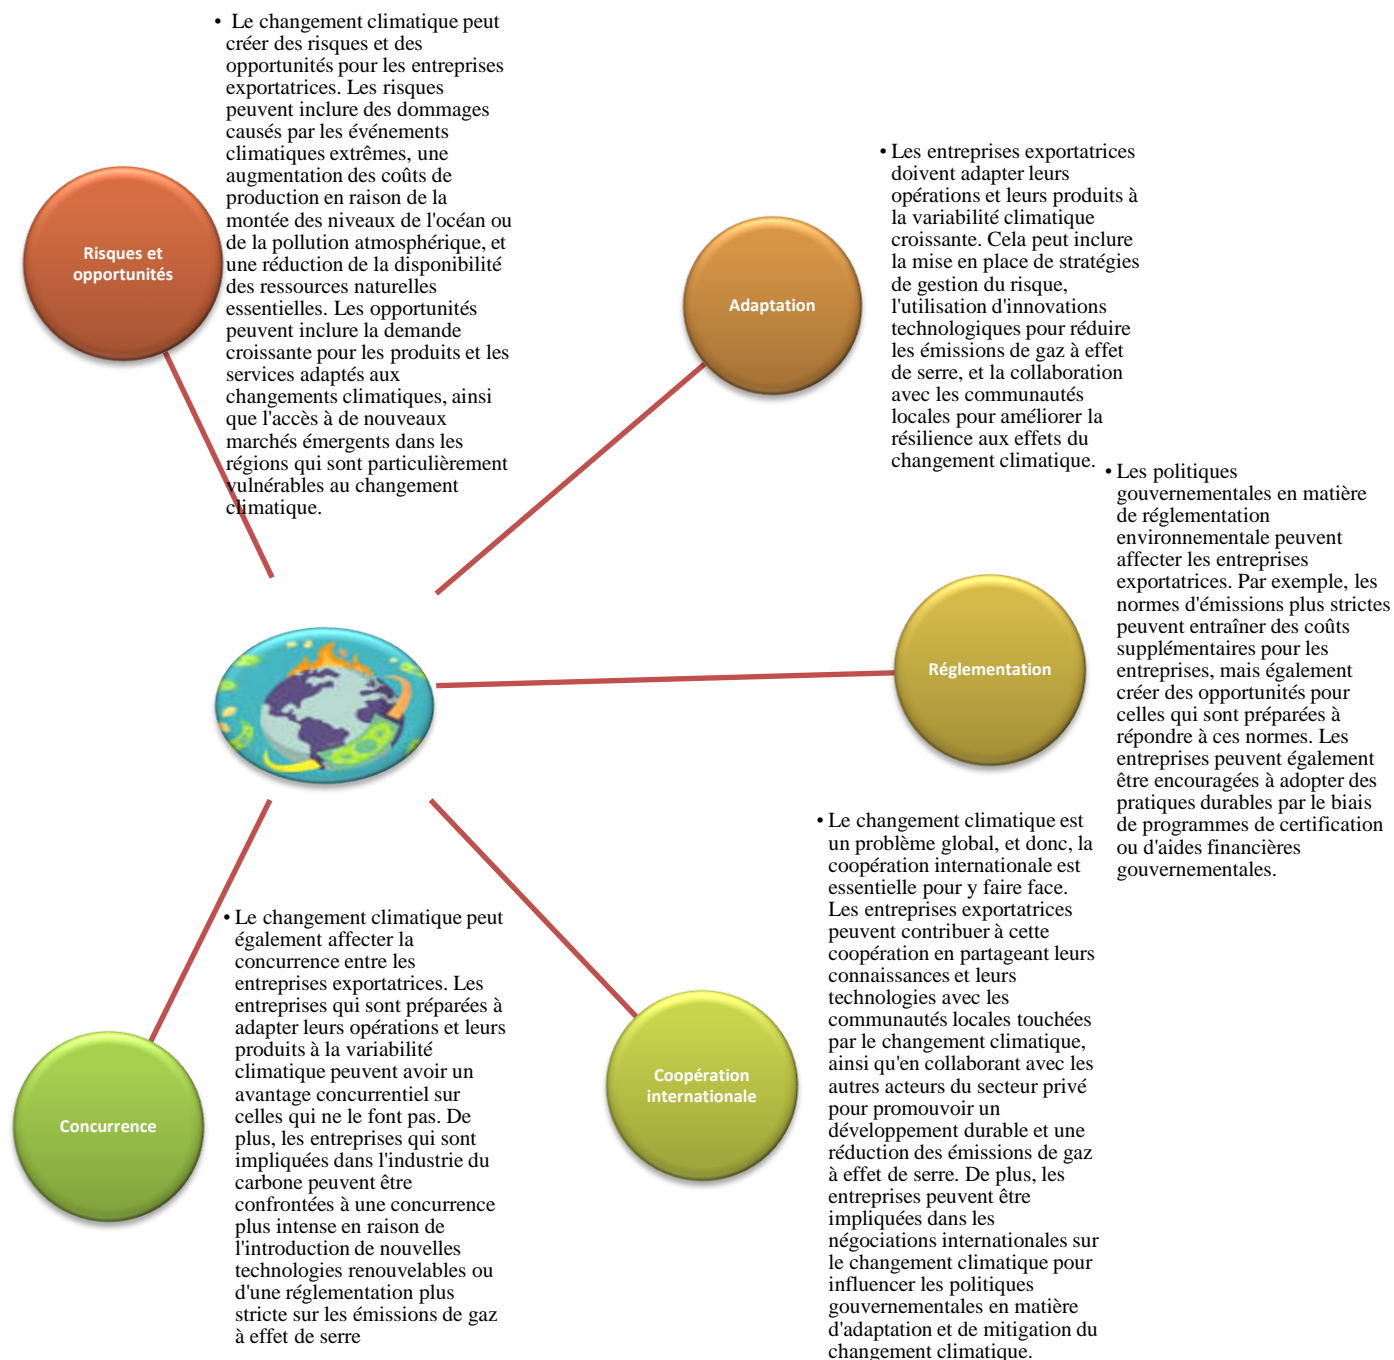 Risques et
opportunités
• Le changement climatique peut
créer des risques et des
opportunités pour les entreprises
exportatrices. Les risques
peuvent inclure des dommages
causés par les événements
climatiques extrêmes, une
augmentation des coûts de
production en raison de la
montée des niveaux de l'océan ou
de la pollution atmosphérique, et
une réduction de la disponibilité
des ressources naturelles
essentielles. Les opportunités
peuvent inclure la demande
croissante pour les produits et les
services adaptés aux
changements climatiques, ainsi
que l'accès à de nouveaux
marchés émergents dans les
régions qui sont particulièrement
vulnérables au changement
climatique.
Adaptation
• Les entreprises exportatrices
doivent adapter leurs
opérations et leurs produits à
la variabilité climatique
croissante. Cela peut inclure
la mise en place de stratégies
de gestion du risque,
l'utilisation d'innovations
technologiques pour réduire
les émissions de gaz à effet
de serre, et la collaboration
avec les communautés
locales pour améliorer la
résilience aux effets du
changement climatique.
Réglementation
• Les politiques
gouvernementales en matière
de réglementation
environnementale peuvent
affecter les entreprises
exportatrices. Par exemple, les
normes d'émissions plus strictes
peuvent entraîner des coûts
supplémentaires pour les
entreprises, mais également
créer des opportunités pour
celles qui sont préparées à
répondre à ces normes. Les
entreprises peuvent également
être encouragées à adopter des
pratiques durables par le biais
de programmes de certification
ou d'aides financières
gouvernementales.
Coopération
internationale
• Le changement climatique est
un problème global, et donc, la
coopération internationale est
essentielle pour y faire face.
Les entreprises exportatrices
peuvent contribuer à cette
coopération en partageant leurs
connaissances et leurs
technologies avec les
communautés locales touchées
par le changement climatique,
ainsi qu'en collaborant avec les
autres acteurs du secteur privé
pour promouvoir un
développement durable et une
réduction des émissions de gaz
à effet de serre. De plus, les
entreprises peuvent être
impliquées dans les
négociations internationales sur
le changement climatique pour
influencer les politiques
gouvernementales en matière
d'adaptation et de mitigation du
changement climatique.
Concurrence
• Le changement climatique peut
également affecter la
concurrence entre les
entreprises exportatrices. Les
entreprises qui sont préparées à
adapter leurs opérations et leurs
produits à la variabilité
climatique peuvent avoir un
avantage concurrentiel sur
celles qui ne le font pas. De
plus, les entreprises qui sont
impliquées dans l'industrie du
carbone peuvent être
confrontées à une concurrence
plus intense en raison de
l'introduction de nouvelles
technologies renouvelables ou
d'une réglementation plus
stricte sur les émissions de gaz
à effet de serre